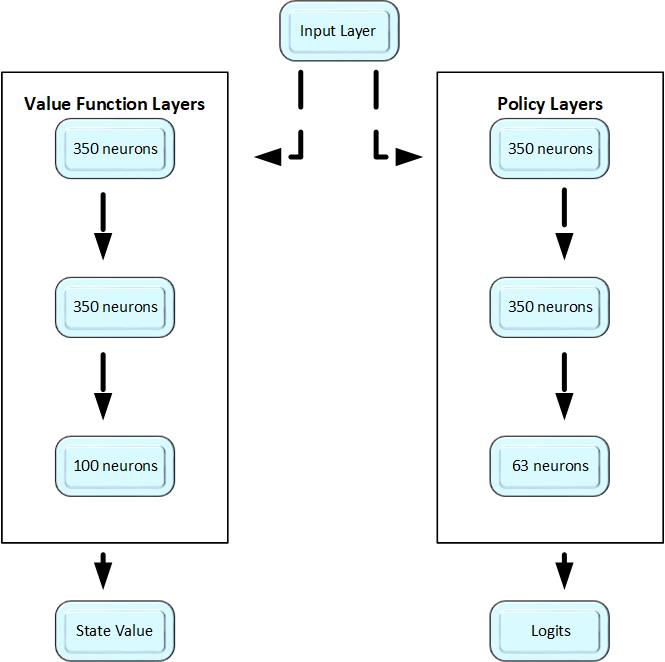 Input Layer
Value Function Layers
350 neurons
350 neurons
100 neurons
State Value
Policy Layers
350 neurons
350 neurons
63 neurons
Logits